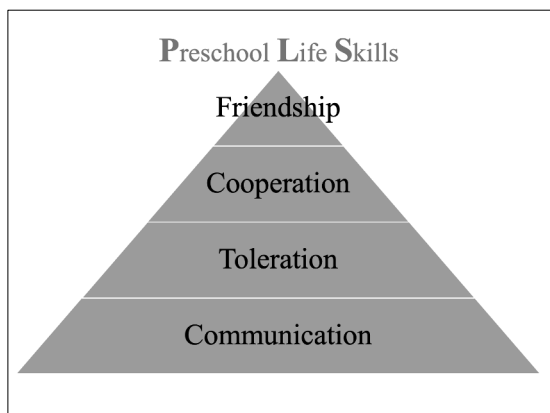 Preschool Life Skills
Friendship
Cooperation
Toleration
Communication